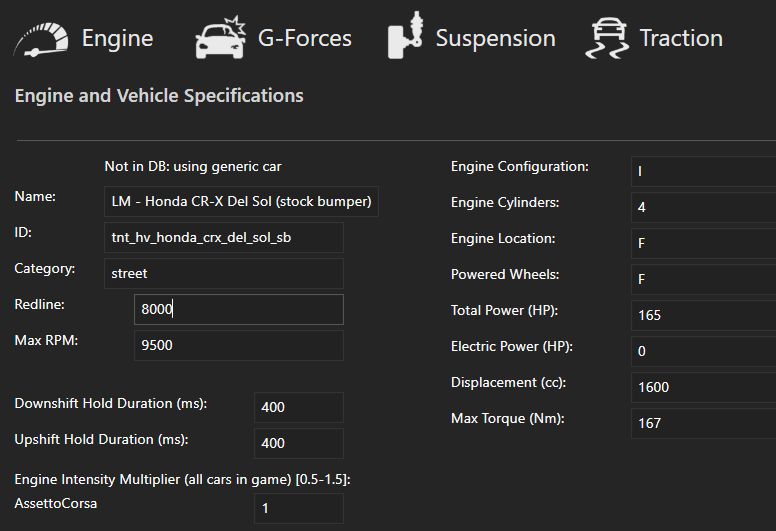 Engine G-Forces Suspension Traction
Engine and Vehicle Specifications
Not in DB: using generic car
Name: LM - Honda CR-X Del Sol (stock bumper)
ID: tnt_hv_honda_crx_del_sol_sb
Category: street
Redline: 8000
Max RPM: 9500
Downshift Hold Duration (ms): 400
Upshift Hold Duration (ms): 400
Engine Intensity Multiplier (all cars in game) [0.5-1.5]:
AssettoCorsa 1
Engine Configuration: I
Engine Cylinders: 4
Engine Location: F
Powered Wheels: F
Total Power (HP): 165
Electric Power (HP): 0
Displacement (cc): 1600
Max Torque (Nm): 167